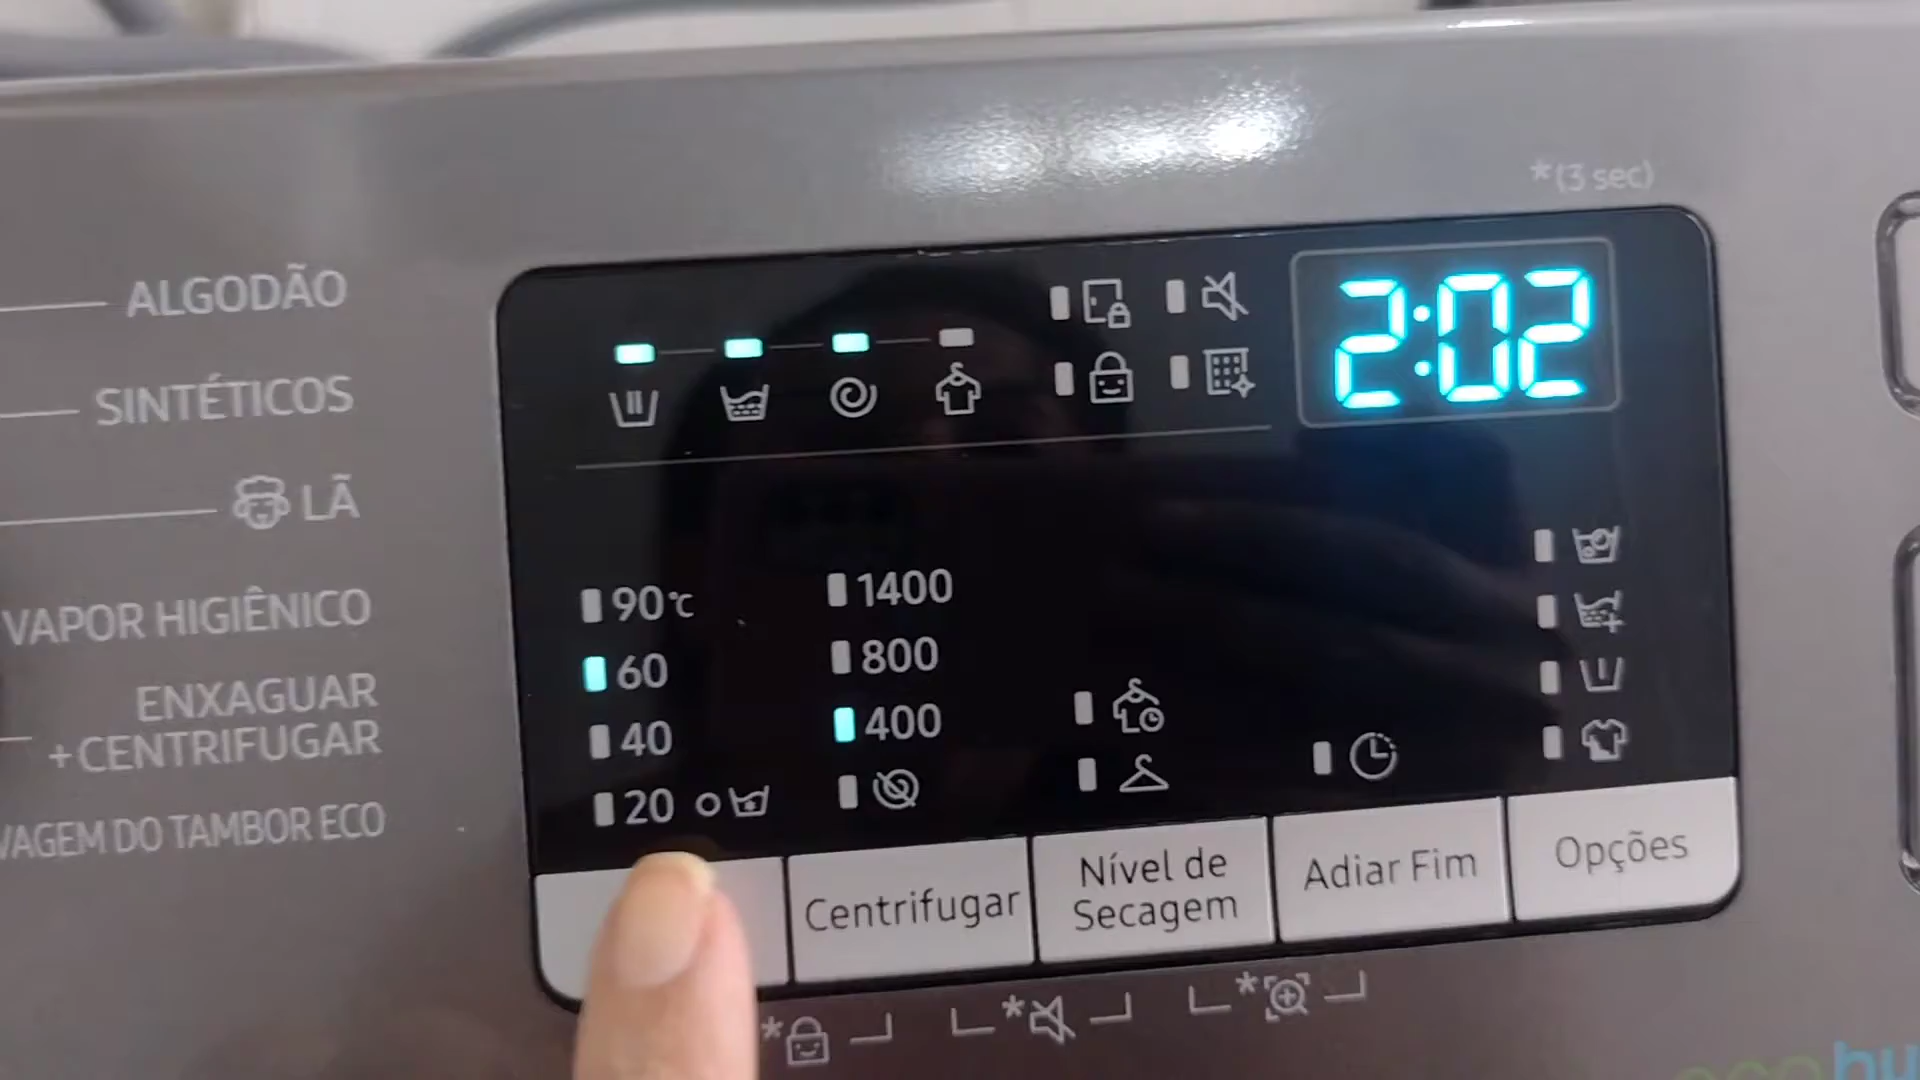 *(3 sec)
2:02
ALGODÃO
SINTÉTICOS
LÃ
VAPOR HIGIÊNICO
ENXAGUAR
+CENTRIFUGAR
VAGEM DO TAMBOR ECO
90°C
60
40
20
1400
800
400
Centrifugar
Nível de
Secagem
Adiar Fim
Opções
*
*
*